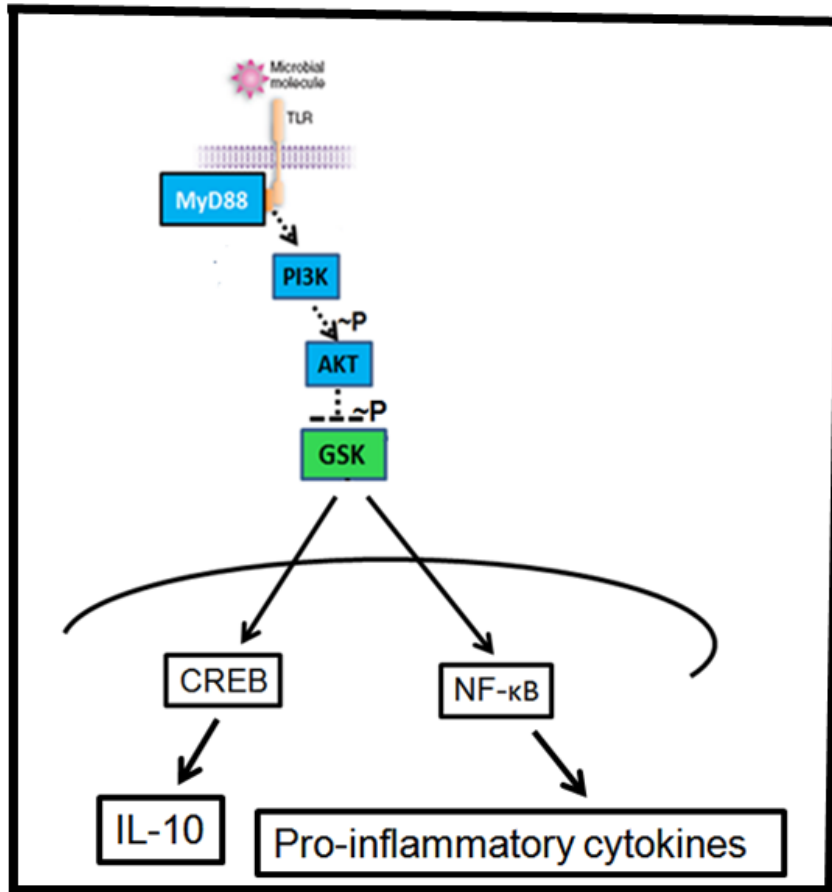 Microbial
molecule
TLR
MyD88
PI3K
~P
AKT
~P
GSK
CREB
NF-κB
IL-10
Pro-inflammatory cytokines